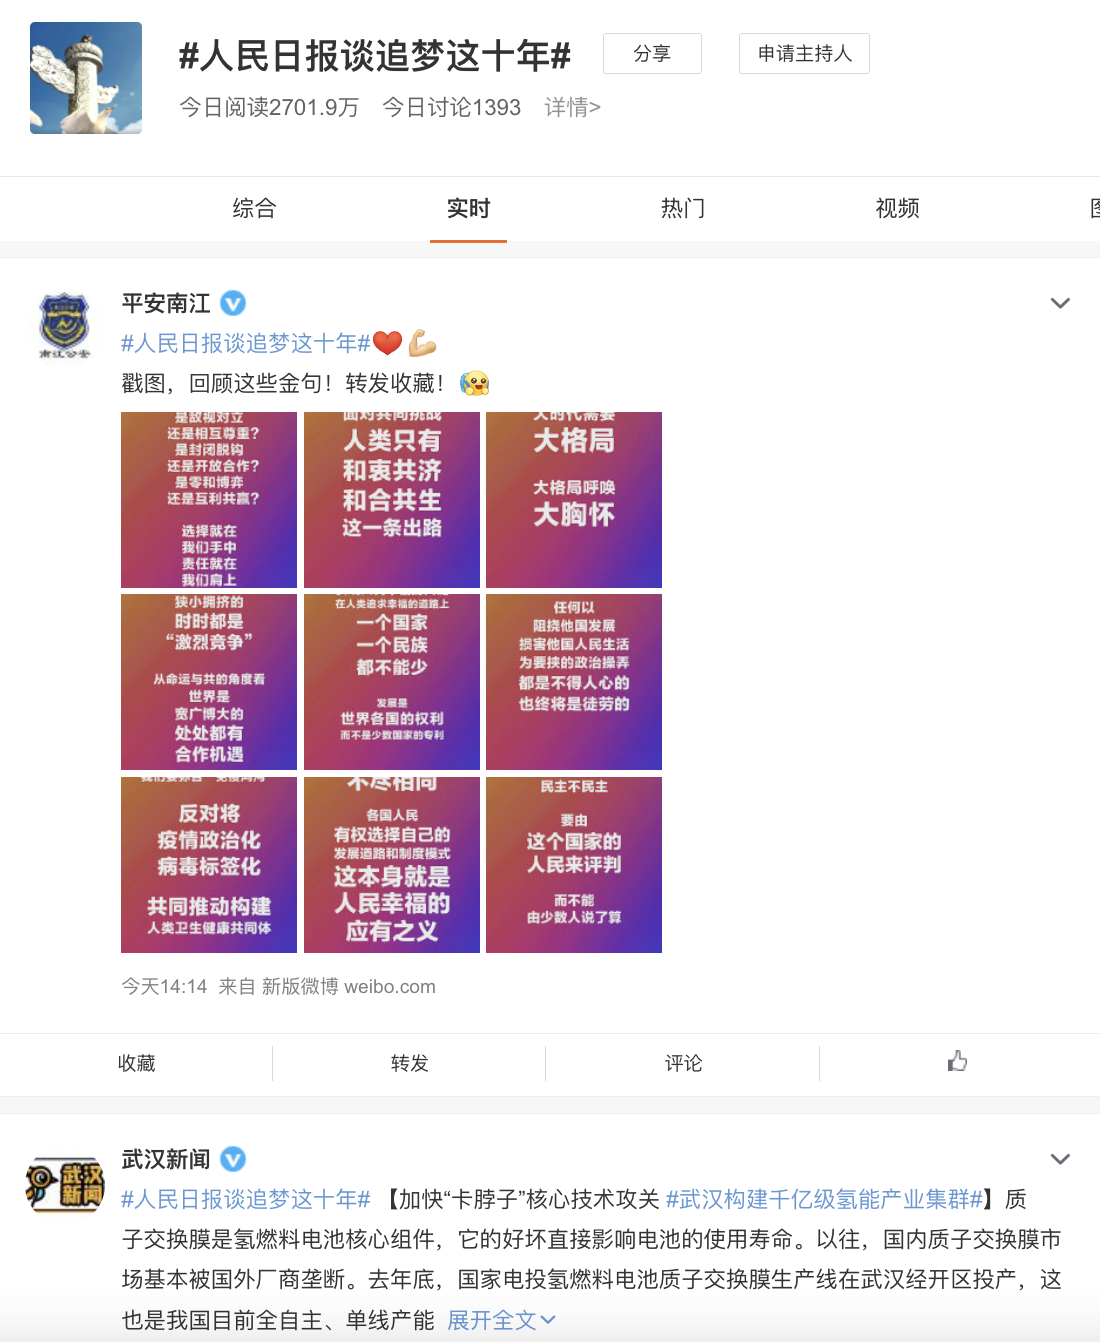 #人民日报谈追梦这十年#
分享
申请主持人
今日阅读2701.9万 今日讨论1393 详情>
综合
实时
热门
视频
平安南江
南江公安
#人民日报谈追梦这十年#
戳图，回顾这些金句！转发收藏！
是敌视对立
还是相互尊重?
是封闭脱钩
还是开放合作?
是零和博弈
还是互利共赢?
选择就在
我们手中
责任就在
我们肩上
面对共同挑战
人类只有
和衷共济
和合共生
这一条出路
大时代需要
大格局
大格局呼唤
大胸怀
狭小拥挤的
时时都是
“激烈竞争”
从命运与共的角度看
世界是
宽广博大的
处处都有
合作机遇
在人类追求幸福的道路上
一个国家
一个民族
都不能少
发展是
世界各国的权利
而不是少数国家的专利
任何以
阻挠他国发展
损害他国人民生活
为要挟的政治操弄
都是不得人心的
也终将是徒劳的
反对将
疫情政治化
病毒标签化
共同推动构建
人类卫生健康共同体
不尽相同
各国人民
有权选择自己的
发展道路和制度模式
这本身就是
人民幸福的
应有之义
民主不民主
要由
这个国家的
人民来评判
而不能
由少数人说了算
今天14:14 来自 新版微博 weibo.com
收藏
转发
评论
武汉新闻
武汉
新闻
#人民日报谈追梦这十年# 【加快“卡脖子”核心技术攻关 #武汉构建千亿级氢能产业集群#】质
子交换膜是氢燃料电池核心组件，它的好坏直接影响电池的使用寿命。以往，国内质子交换膜市
场基本被国外厂商垄断。去年底，国家电投氢燃料电池质子交换膜生产线在武汉经开区投产，这
也是我国目前全自主、单线产能 展开全文